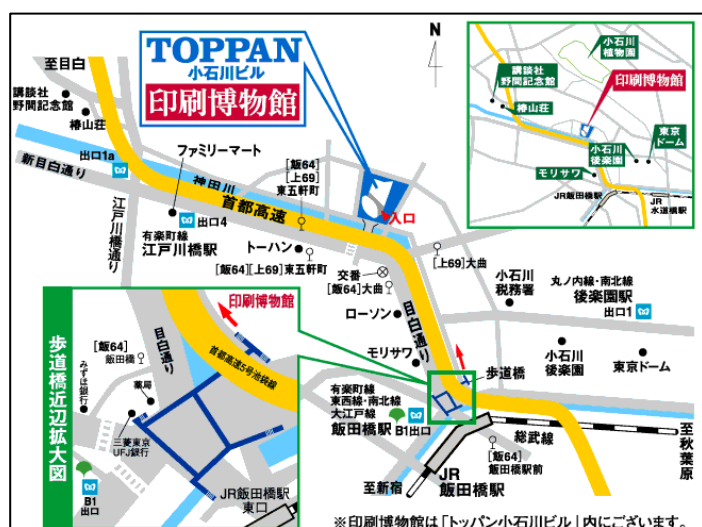 TOPPAN
小石川ビル
印刷博物館
N
至目白
講談社
野間記念館
椿山荘
出口1a
新目白通り
ファミリーマート
神田川
首都高速
[飯64]
[上69]
東五軒町
入口
江戸川橋通り
出口4
有楽町線
江戸川橋駅
トーハン
[飯64][上69]東五軒町
交番
[飯64]大曲
[上69]大曲
目白通り
ローソン
モリサワ
小石川
税務署
丸ノ内線・南北線
後楽園駅
出口1
小石川
後楽園
東京ドーム
歩道橋
有楽町線
東西線・南北線
大江戸線
飯田橋駅
B1出口
総武線
[飯64]
飯田橋駅前
JR
飯田橋駅
至新宿
至秋葉原
小石川
植物園
印刷博物館
講談社
野間記念館
椿山荘
東京
ドーム
小石川
後楽園
モリサワ
JR飯田橋駅
JR
水道橋駅
歩道橋近辺拡大図
印刷博物館
目白通り
首都高速5号池袋線
[飯64]
飯田橋
みずほ銀行
薬局
三菱東京
UFJ銀行
B1
出口
JR飯田橋駅
東口
※印刷博物館は「トッパン小石川ビル」内にございます。